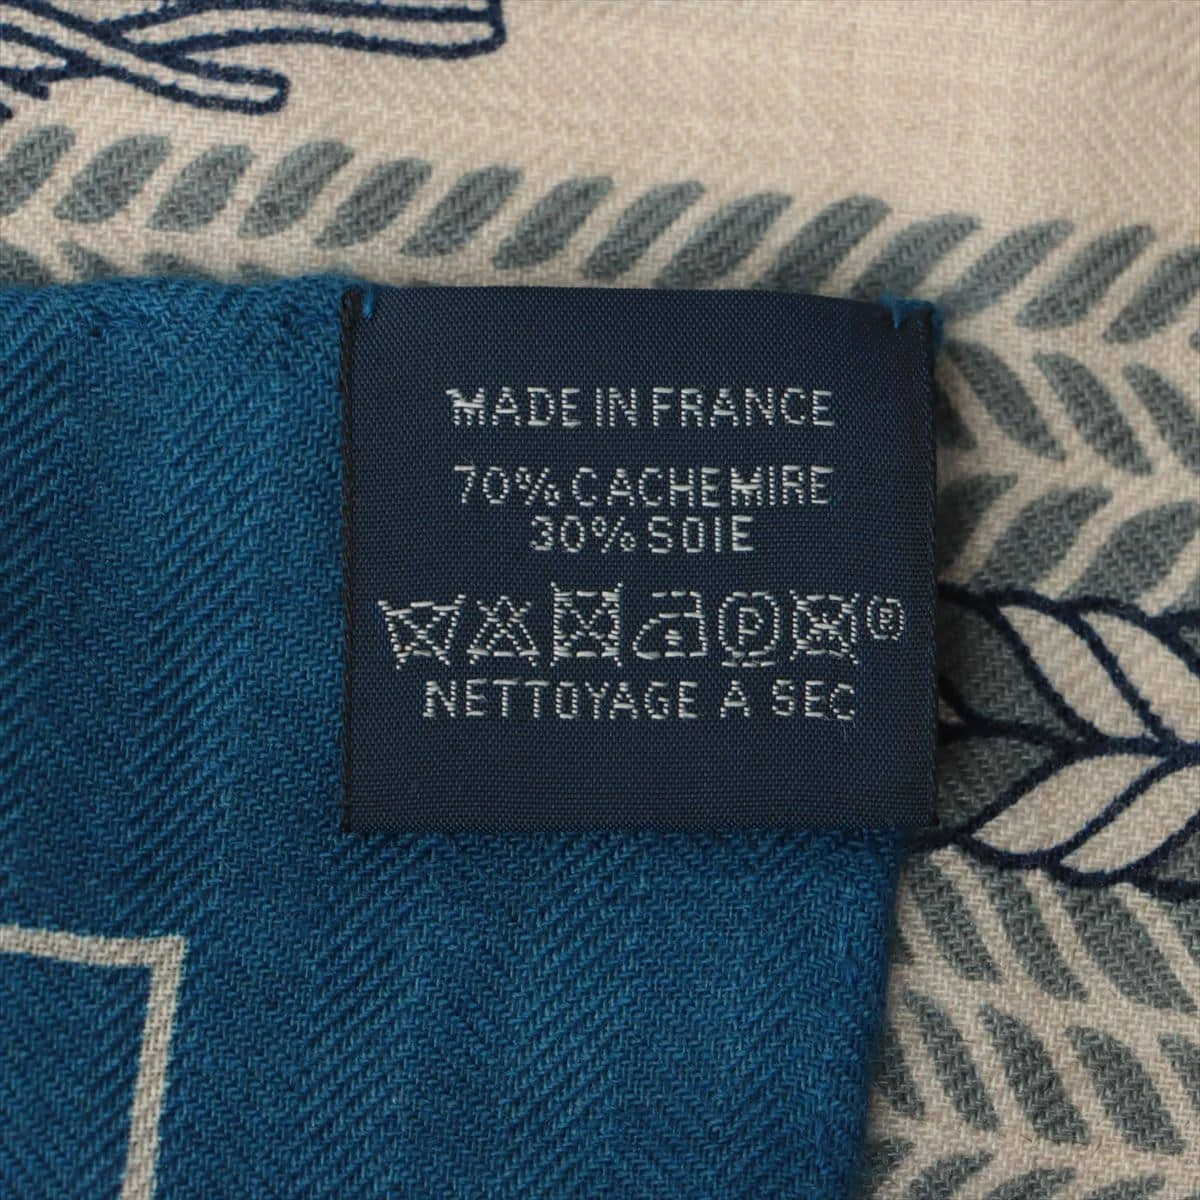 MADE IN FRANCE
70% CACHEMIRE
30% SOIE
P ®
NETTOYAGE A SEC